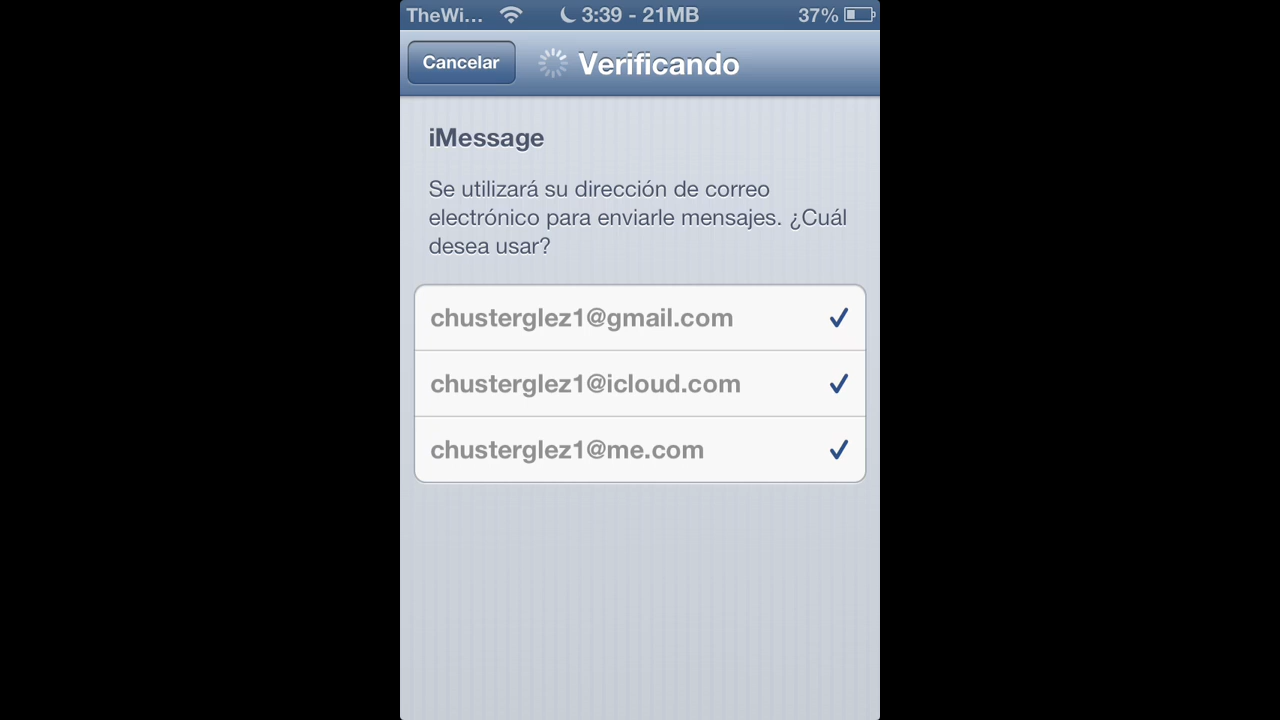 TheWi... 3:39 - 21MB 37%
Cancelar Verificando
iMessage
Se utilizará su dirección de correo
electrónico para enviarle mensajes. ¿Cuál
desea usar?
chusterglez1@gmail.com
chusterglez1@icloud.com
chusterglez1@me.com